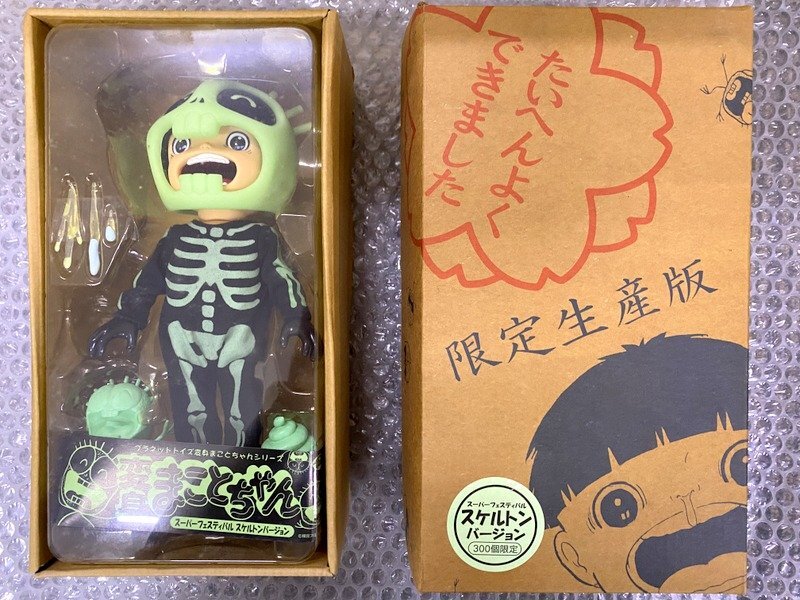 プラネットトイズ窓身まことちゃんシリーズ
まことちゃん
スーパーフェスティバル スケルトンバージョン
たいへんよく
できました
限定生産版
スーパーフェスティバル
スケルトン
バージョン
300個限定